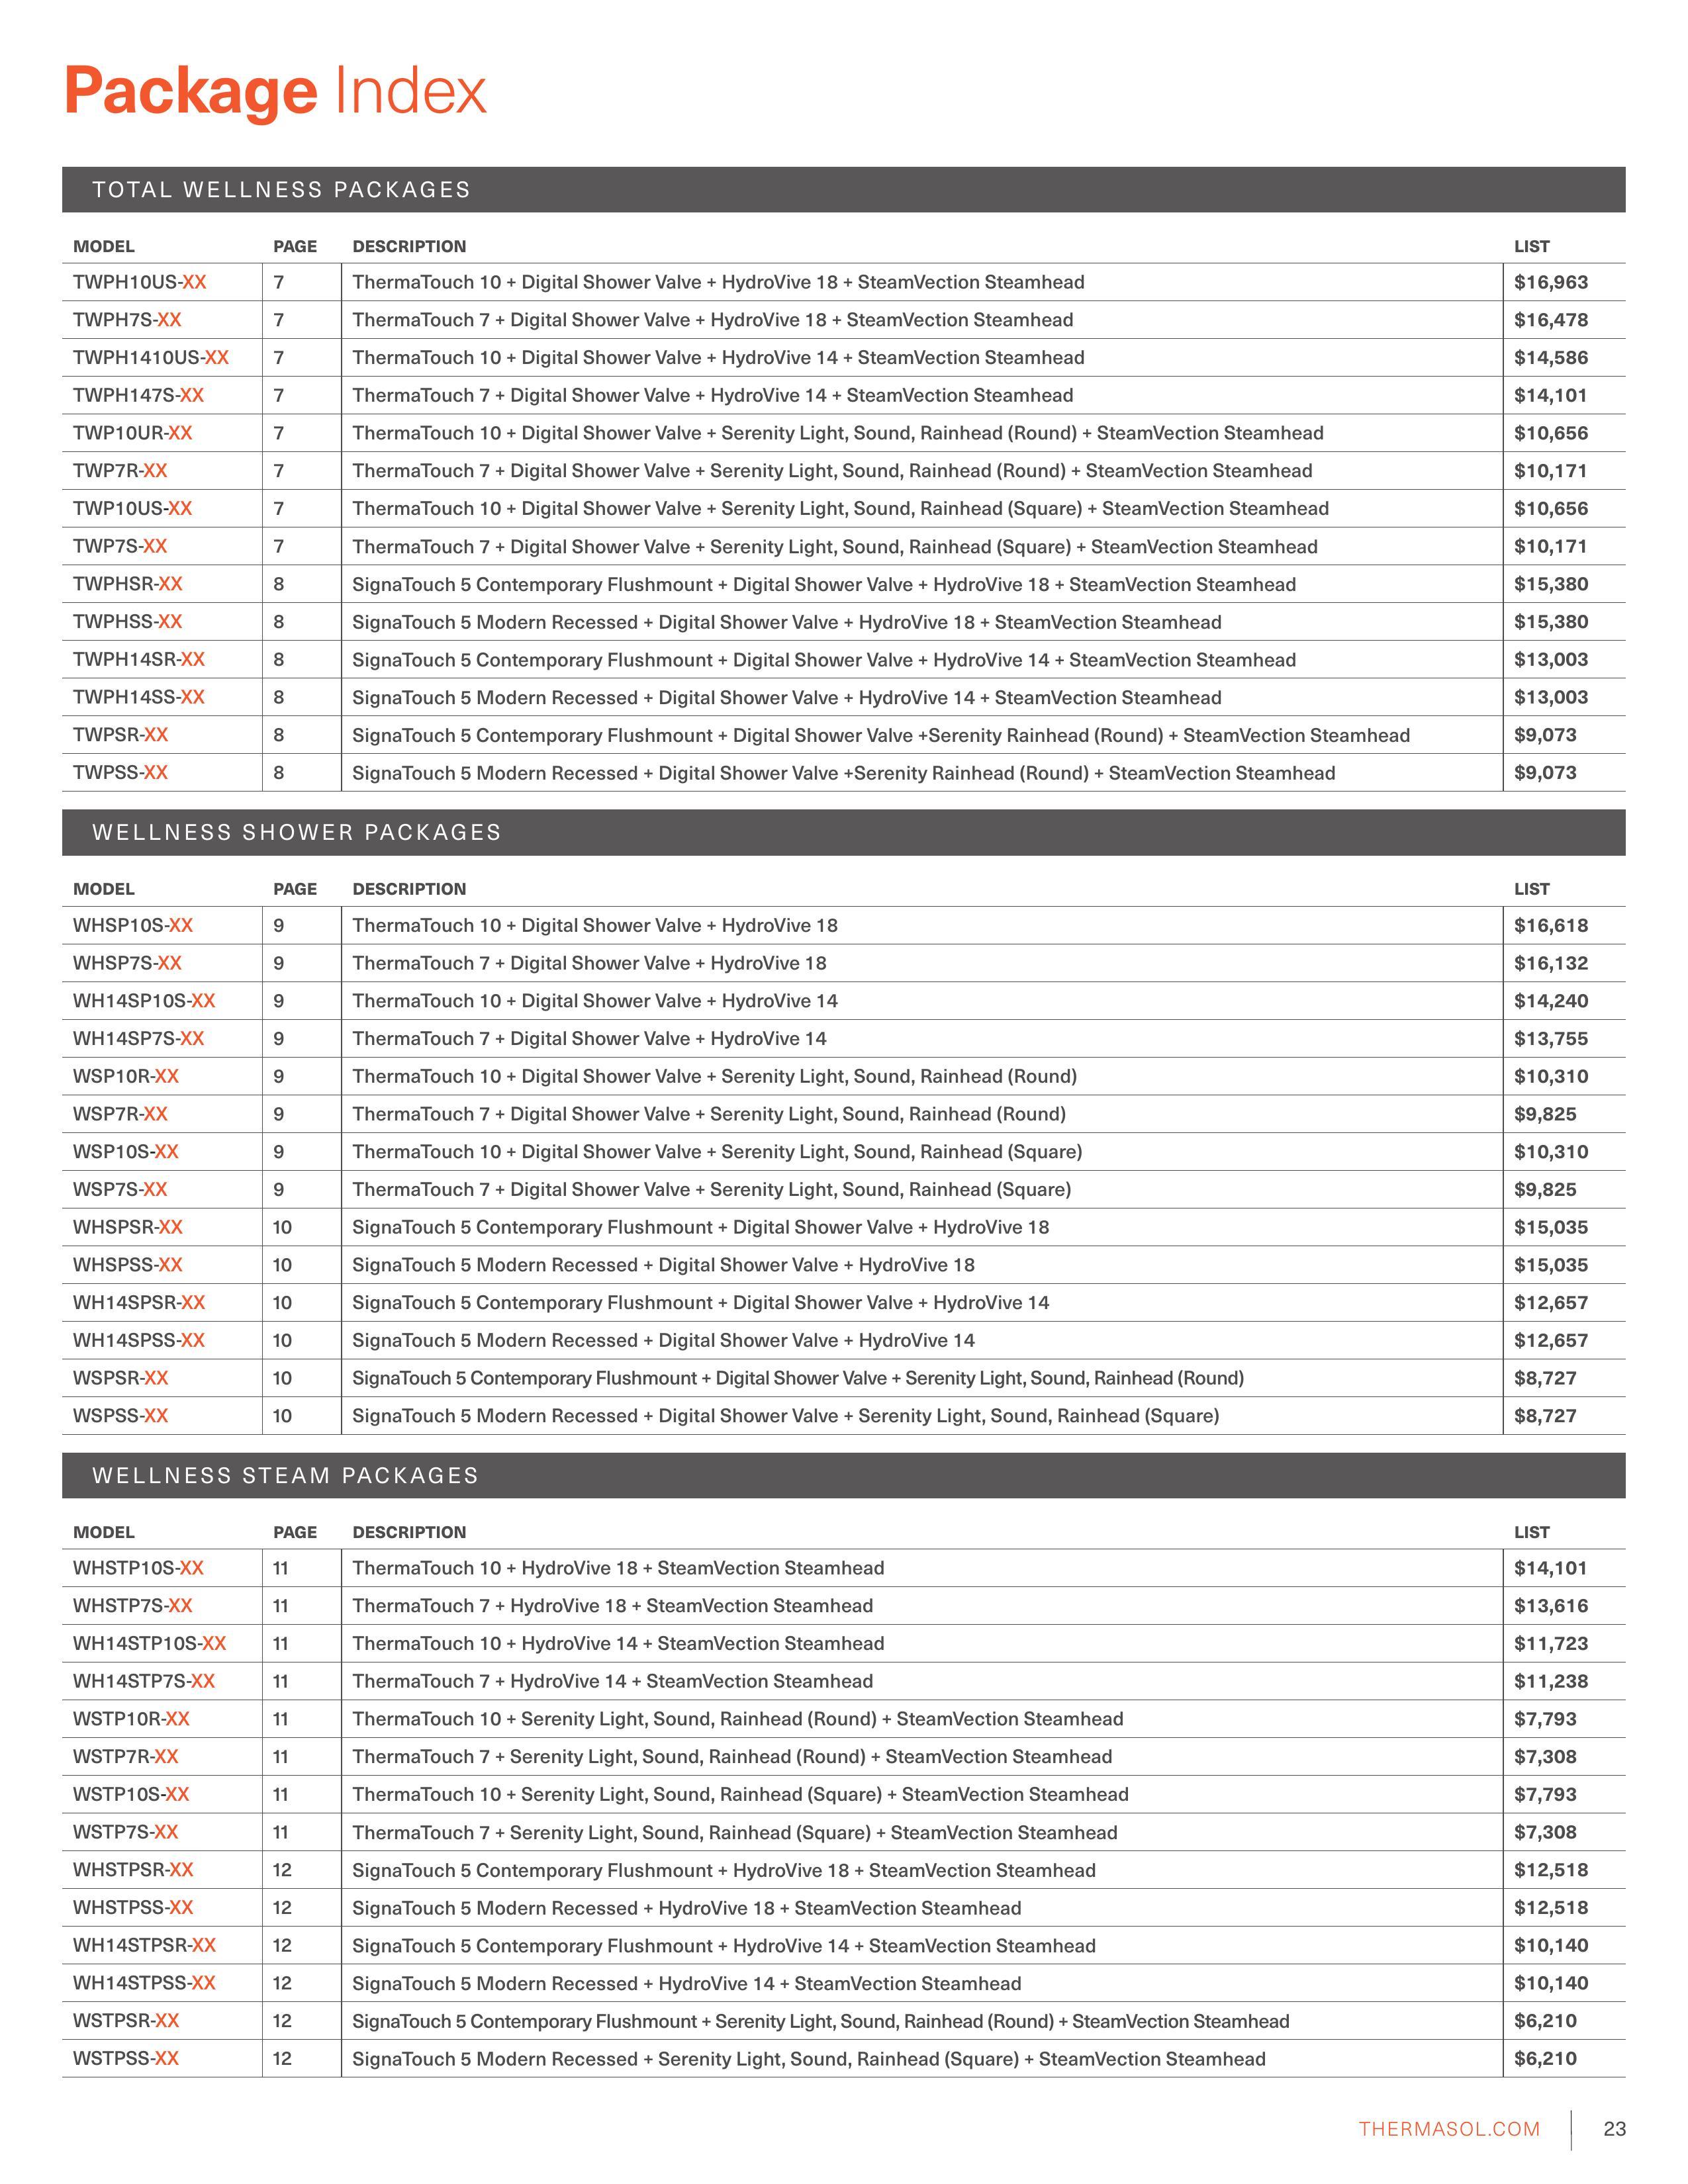 Package Index
TOTAL WELLNESS PACKAGES
MODEL PAGE DESCRIPTION LIST
TWPH10US-XX 7 ThermaTouch 10 + Digital Shower Valve + HydroVive 18 + SteamVection Steamhead $16,963
TWPH7S-XX 7 ThermaTouch 7 + Digital Shower Valve + HydroVive 18 + SteamVection Steamhead $16,478
TWPH1410US-XX 7 ThermaTouch 10 + Digital Shower Valve + HydroVive 14 + SteamVection Steamhead $14,586
TWPH147S-XX 7 ThermaTouch 7 + Digital Shower Valve + HydroVive 14 + SteamVection Steamhead $14,101
TWP10UR-XX 7 ThermaTouch 10 + Digital Shower Valve + Serenity Light, Sound, Rainhead (Round) + SteamVection Steamhead $10,656
TWP7R-XX 7 ThermaTouch 7 + Digital Shower Valve + Serenity Light, Sound, Rainhead (Round) + SteamVection Steamhead $10,171
TWP10US-XX 7 ThermaTouch 10 + Digital Shower Valve + Serenity Light, Sound, Rainhead (Square) + SteamVection Steamhead $10,656
TWP7S-XX 7 ThermaTouch 7 + Digital Shower Valve + Serenity Light, Sound, Rainhead (Square) + SteamVection Steamhead $10,171
TWPHSR-XX 8 SignaTouch 5 Contemporary Flushmount + Digital Shower Valve + HydroVive 18 + SteamVection Steamhead $15,380
TWPHSS-XX 8 SignaTouch 5 Modern Recessed + Digital Shower Valve + HydroVive 18 + SteamVection Steamhead $15,380
TWPH14SR-XX 8 SignaTouch 5 Contemporary Flushmount + Digital Shower Valve + HydroVive 14 + SteamVection Steamhead $13,003
TWPH14SS-XX 8 SignaTouch 5 Modern Recessed + Digital Shower Valve + HydroVive 14 + SteamVection Steamhead $13,003
TWPSR-XX 8 SignaTouch 5 Contemporary Flushmount + Digital Shower Valve +Serenity Rainhead (Round) + SteamVection Steamhead $9,073
TWPSS-XX 8 SignaTouch 5 Modern Recessed + Digital Shower Valve +Serenity Rainhead (Round) + SteamVection Steamhead $9,073
WELLNESS SHOWER PACKAGES
MODEL PAGE DESCRIPTION LIST
WHSP10S-XX 9 ThermaTouch 10 + Digital Shower Valve + HydroVive 18 $16,618
WHSP7S-XX 9 ThermaTouch 7 + Digital Shower Valve + HydroVive 18 $16,132
WH14SP10S-XX 9 ThermaTouch 10 + Digital Shower Valve + HydroVive 14 $14,240
WH14SP7S-XX 9 ThermaTouch 7 + Digital Shower Valve + HydroVive 14 $13,755
WSP10R-XX 9 ThermaTouch 10 + Digital Shower Valve + Serenity Light, Sound, Rainhead (Round) $10,310
WSP7R-XX 9 ThermaTouch 7 + Digital Shower Valve + Serenity Light, Sound, Rainhead (Round) $9,825
WSP10S-XX 9 ThermaTouch 10 + Digital Shower Valve + Serenity Light, Sound, Rainhead (Square) $10,310
WSP7S-XX 9 ThermaTouch 7 + Digital Shower Valve + Serenity Light, Sound, Rainhead (Square) $9,825
WHSPSR-XX 10 SignaTouch 5 Contemporary Flushmount + Digital Shower Valve + HydroVive 18 $15,035
WHSPSS-XX 10 SignaTouch 5 Modern Recessed + Digital Shower Valve + HydroVive 18 $15,035
WH14SPSR-XX 10 SignaTouch 5 Contemporary Flushmount + Digital Shower Valve + HydroVive 14 $12,657
WH14SPSS-XX 10 SignaTouch 5 Modern Recessed + Digital Shower Valve + HydroVive 14 $12,657
WSPSR-XX 10 SignaTouch 5 Contemporary Flushmount + Digital Shower Valve + Serenity Light, Sound, Rainhead (Round) $8,727
WSPSS-XX 10 SignaTouch 5 Modern Recessed + Digital Shower Valve + Serenity Light, Sound, Rainhead (Square) $8,727
WELLNESS STEAM PACKAGES
MODEL PAGE DESCRIPTION LIST
WHSTP10S-XX 11 ThermaTouch 10 + HydroVive 18 + SteamVection Steamhead $14,101
WHSTP7S-XX 11 ThermaTouch 7 + HydroVive 18 + SteamVection Steamhead $13,616
WH14STP10S-XX 11 ThermaTouch 10 + HydroVive 14 + SteamVection Steamhead $11,723
WH14STP7S-XX 11 ThermaTouch 7 + HydroVive 14 + SteamVection Steamhead $11,238
WSTP10R-XX 11 ThermaTouch 10 + Serenity Light, Sound, Rainhead (Round) + SteamVection Steamhead $7,793
WSTP7R-XX 11 ThermaTouch 7 + Serenity Light, Sound, Rainhead (Round) + SteamVection Steamhead $7,308
WSTP10S-XX 11 ThermaTouch 10 + Serenity Light, Sound, Rainhead (Square) + SteamVection Steamhead $7,793
WSTP7S-XX 11 ThermaTouch 7 + Serenity Light, Sound, Rainhead (Square) + SteamVection Steamhead $7,308
WHSTPSR-XX 12 SignaTouch 5 Contemporary Flushmount + HydroVive 18 + SteamVection Steamhead $12,518
WHSTPSS-XX 12 SignaTouch 5 Modern Recessed + HydroVive 18 + SteamVection Steamhead $12,518
WH14STPSR-XX 12 SignaTouch 5 Contemporary Flushmount + HydroVive 14 + SteamVection Steamhead $10,140
WH14STPSS-XX 12 SignaTouch 5 Modern Recessed + HydroVive 14 + SteamVection Steamhead $10,140
WSTPSR-XX 12 SignaTouch 5 Contemporary Flushmount + Serenity Light, Sound, Rainhead (Round) + SteamVection Steamhead $6,210
WSTPSS-XX 12 SignaTouch 5 Modern Recessed + Serenity Light, Sound, Rainhead (Square) + SteamVection Steamhead $6,210
THERMASOL.COM 23